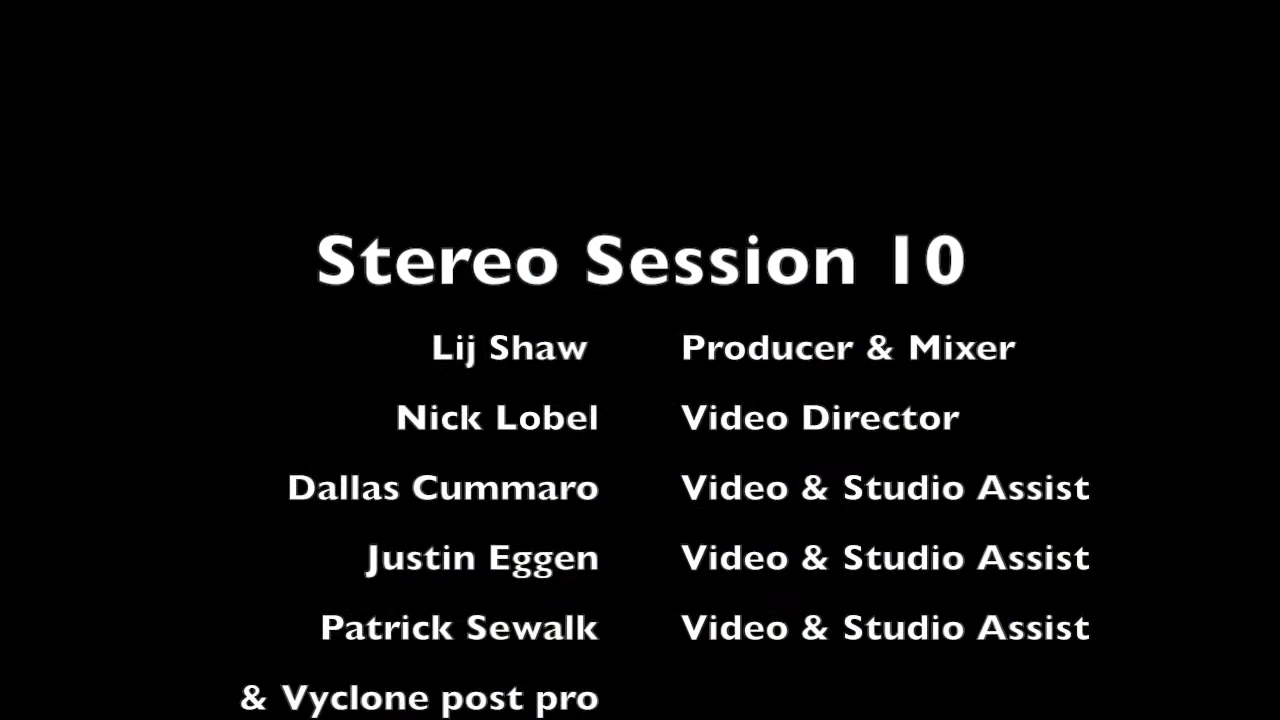 Stereo Session 10
Lij Shaw Producer & Mixer
Nick Lobel Video Director
Dallas Cummaro Video & Studio Assist
Justin Eggen Video & Studio Assist
Patrick Sewalk Video & Studio Assist
& Vyclone post pro